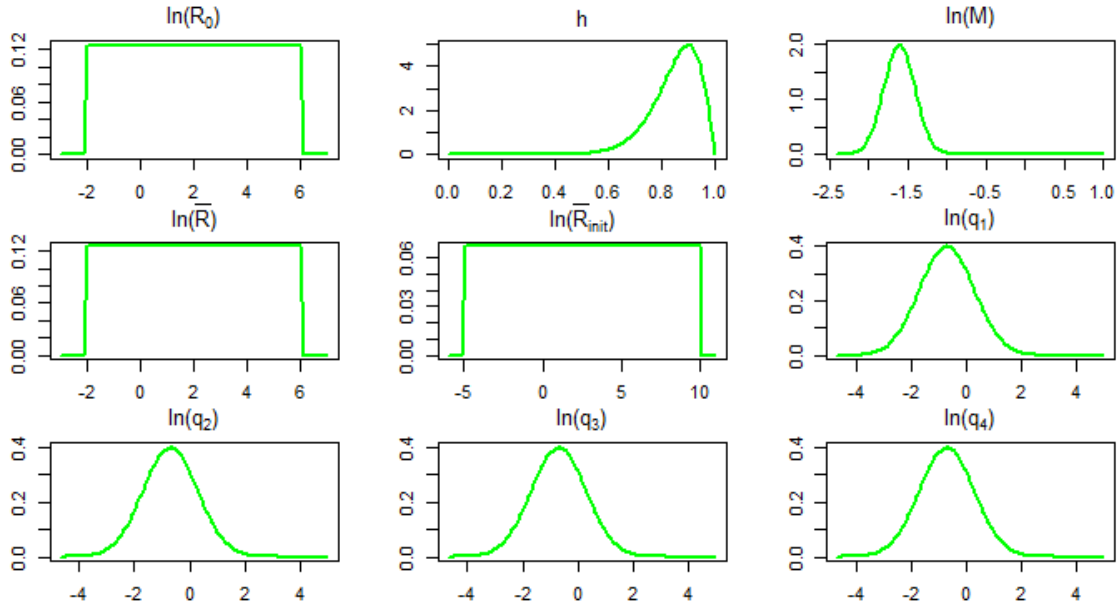 ln(R₀) h ln(M)
0.00 0.06 0.12
0 2 4
0.0 1.0 2.0
-2 0 2 4 6
0.0 0.2 0.4 0.6 0.8 1.0
-2.5 -1.5 -0.5 0.5 1.0
ln(R̅) ln(R̅init) ln(q₁)
0.00 0.06 0.12
0.00 0.03 0.06
0.0 0.2 0.4
-2 0 2 4 6
-5 0 5 10
-4 -2 0 2 4
ln(q₂) ln(q₃) ln(q₄)
0.0 0.2 0.4
0.0 0.2 0.4
0.0 0.2 0.4
-4 -2 0 2 4
-4 -2 0 2 4
-4 -2 0 2 4